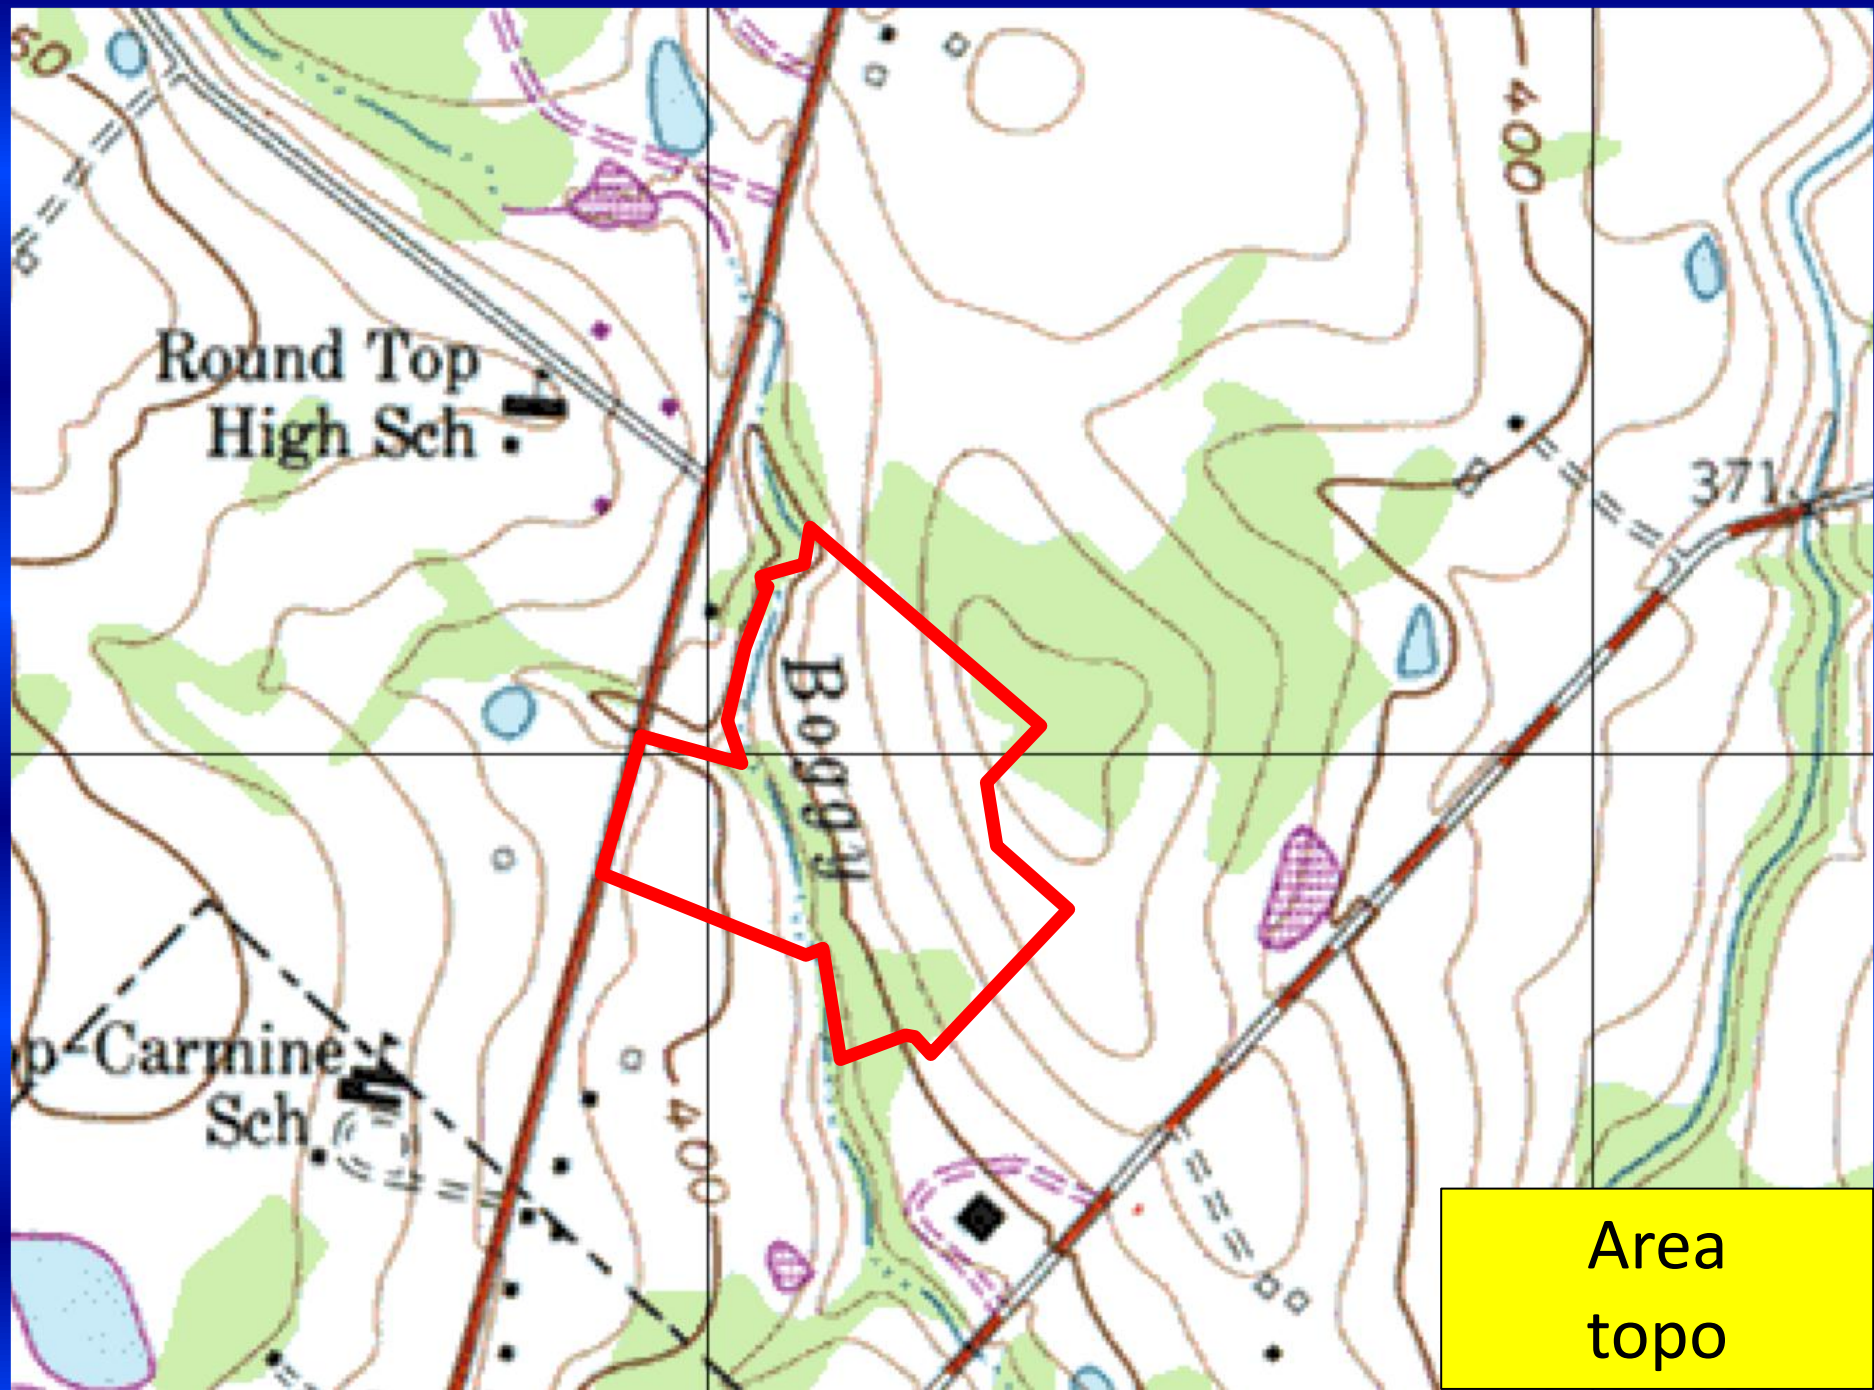 50
400
Round Top
High Sch
371
Boggy
p-Carmine
Sch
400
Area
topo